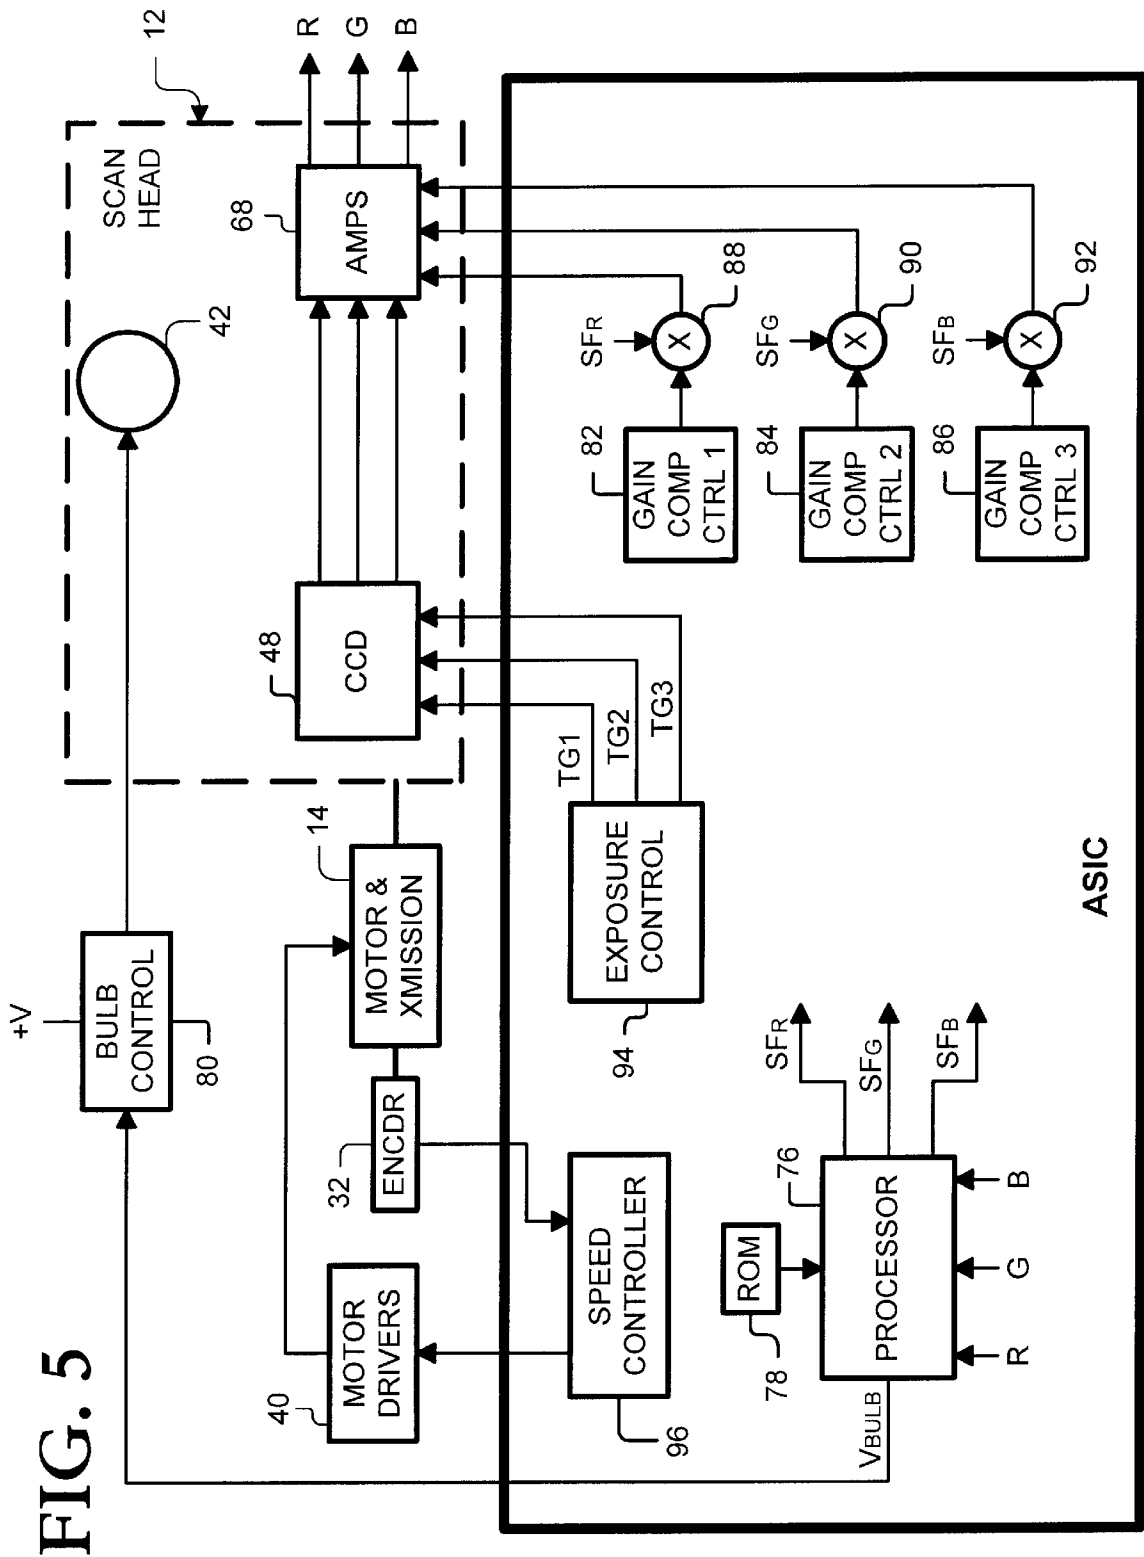 FIG. 5
+V
BULB
CONTROL
80
42
SCAN
HEAD
12
MOTOR
DRIVERS
40
ENCDR
32
MOTOR &
XMISSION
14
CCD
48
AMPS
68
R
G
B
SPEED
CONTROLLER
96
EXPOSURE
CONTROL
94
TG1
TG2
TG3
GAIN
COMP
CTRL 1
82
SFR
X
88
GAIN
COMP
CTRL 2
84
SFG
X
90
GAIN
COMP
CTRL 3
86
SFB
X
92
ROM
78
PROCESSOR
76
VBULB
R
G
B
SFR
SFG
SFB
ASIC